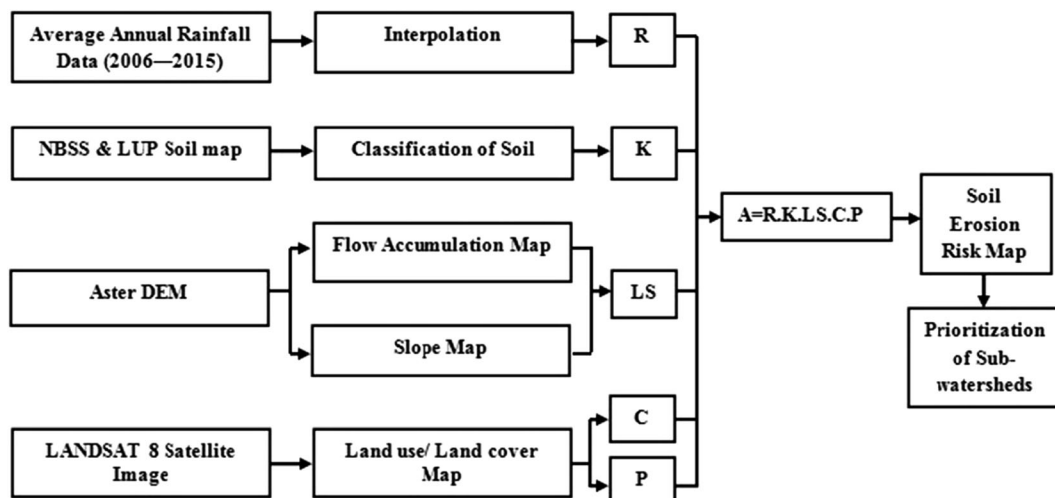 Average Annual Rainfall
Data (2006—2015)
Interpolation
R
NBSS & LUP Soil map
Classification of Soil
K
A=R.K.LS.C.P
Soil
Erosion
Risk Map
Flow Accumulation Map
Aster DEM
LS
Slope Map
Prioritization
of Sub-
watersheds
LANDSAT 8 Satellite
Image
Land use/ Land cover
Map
C
P